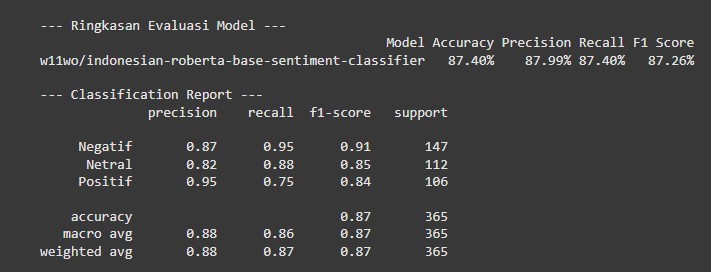 --- Ringkasan Evaluasi Model ---
Model Accuracy Precision Recall F1 Score
w11wo/indonesian-roberta-base-sentiment-classifier 87.40% 87.99% 87.40% 87.26%
--- Classification Report ---
precision recall f1-score support
Negatif 0.87 0.95 0.91 147
Netral 0.82 0.88 0.85 112
Positif 0.95 0.75 0.84 106
accuracy 0.87 365
macro avg 0.88 0.86 0.87 365
weighted avg 0.88 0.87 0.87 365